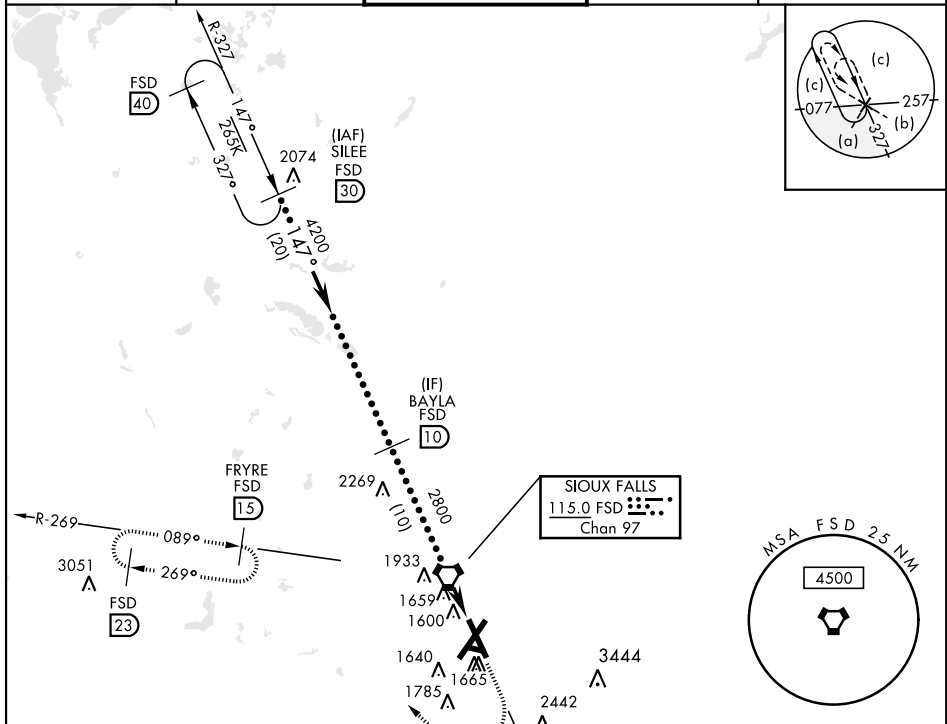 R-327
FSD
40
147°
265K
327°
(IAF)
SILEE
FSD
30
2074
4200
147°
(20)
(c)
(c)
077
257
(b)
(a)
327
(IF)
BAYLA
FSD
10
2269
2800
(10)
FRYRE
FSD
15
R-269
089°
269°
3051
FSD
23
SIOUX FALLS
115.0 FSD
Chan 97
1933
1659
1600
1640
1665
1785
3444
2442
MSA FSD 25 NM
4500